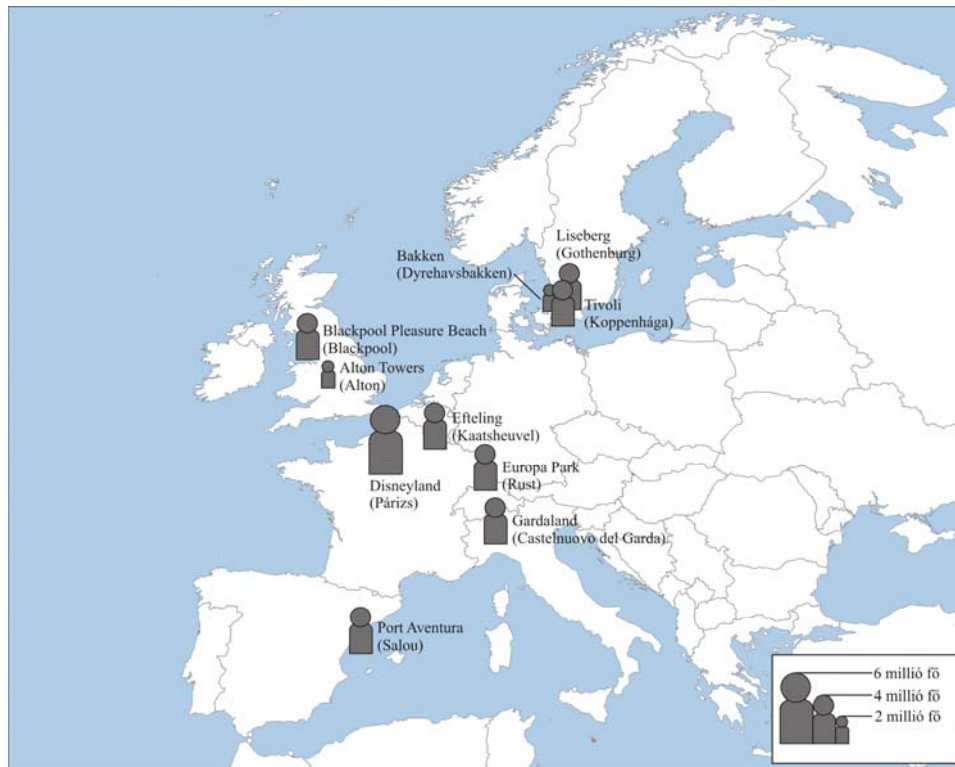 Liseberg
(Gothenburg)
Bakken
(Dyrehavsbakken)
Tivoli
(Koppenhága)
Blackpool Pleasure Beach
(Blackpool)
Alton Towers
(Alton)
Efteling
(Kaatsheuvel)
Europa Park
(Rust)
Disneyland
(Párizs)
Gardaland
(Castelnuovo del Garda)
Port Aventura
(Salou)
6 millió fő
4 millió fő
2 millió fő